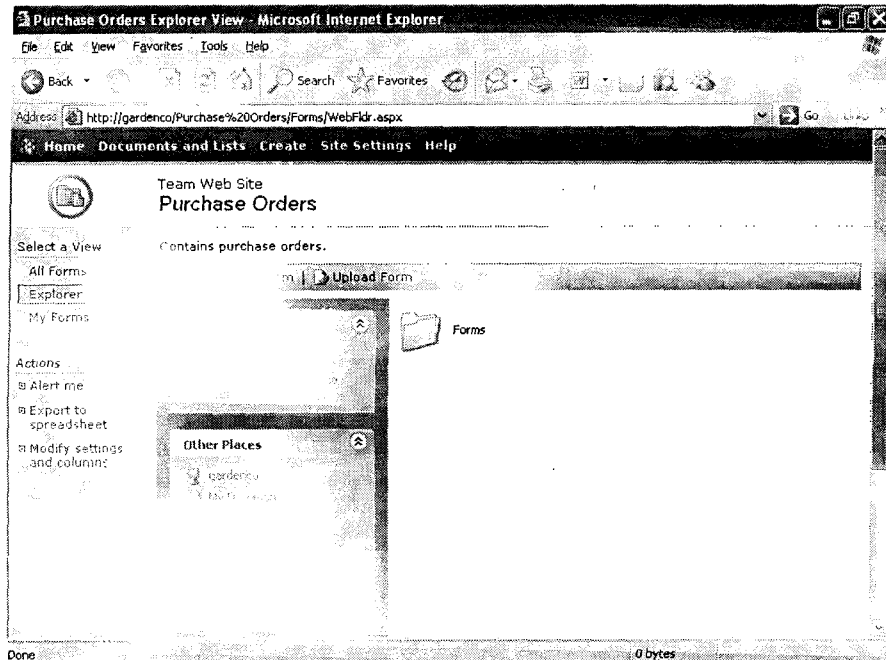 Purchase Orders Explorer View - Microsoft Internet Explorer
File Edit View Favorites Tools Help
Back Search Favorites
Address http://gardenco/Purchase%20Orders/Forms/WebFldr.aspx Go
Home Documents and Lists Create Site Settings Help
Team Web Site
Purchase Orders
Select a View
Contains purchase orders.
All Forms
Upload Form
Explorer
My Forms
Forms
Actions
Alert me
Export to
spreadsheet
Modify settings
and columns
Other Places
gardenco
Done 0 bytes